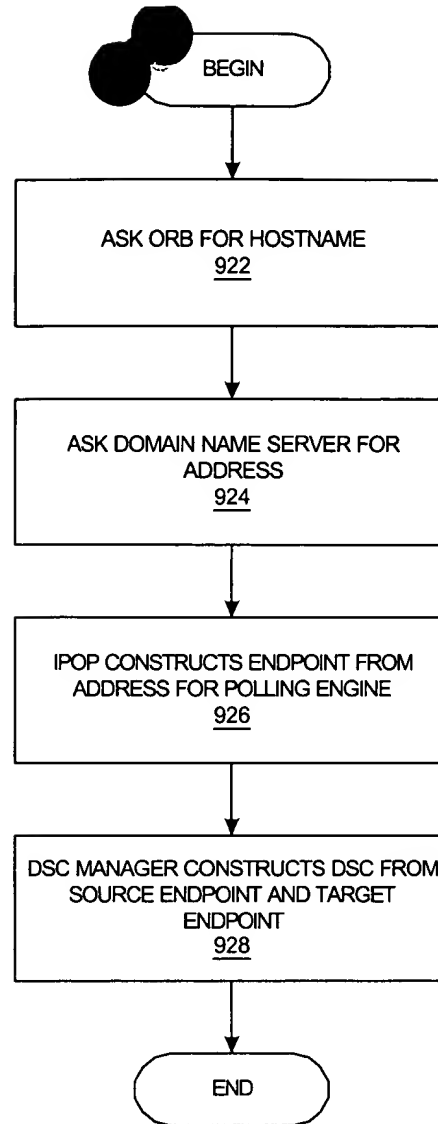 BEGIN
ASK ORB FOR HOSTNAME
922
ASK DOMAIN NAME SERVER FOR
ADDRESS
924
IPOP CONSTRUCTS ENDPOINT FROM
ADDRESS FOR POLLING ENGINE
926
DSC MANAGER CONSTRUCTS DSC FROM
SOURCE ENDPOINT AND TARGET
ENDPOINT
928
END